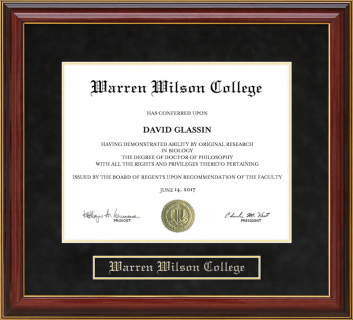 Warren Wilson College
HAS CONFERRED UPON
DAVID GLASSIN
HAVING DEMONSTRATED ABILITY BY ORIGINAL RESEARCH
IN BIOLOGY
THE DEGREE OF DOCTOR OF PHILOSOPHY
WITH ALL THE RIGHTS AND PRIVILEGES THERETO PERTAINING
ISSUED BY THE BOARD OF REGENTS UPON RECOMMENDATION OF THE FACULTY
JUNE 14, 2017
PROVOST
PRESIDENT
Warren Wilson College